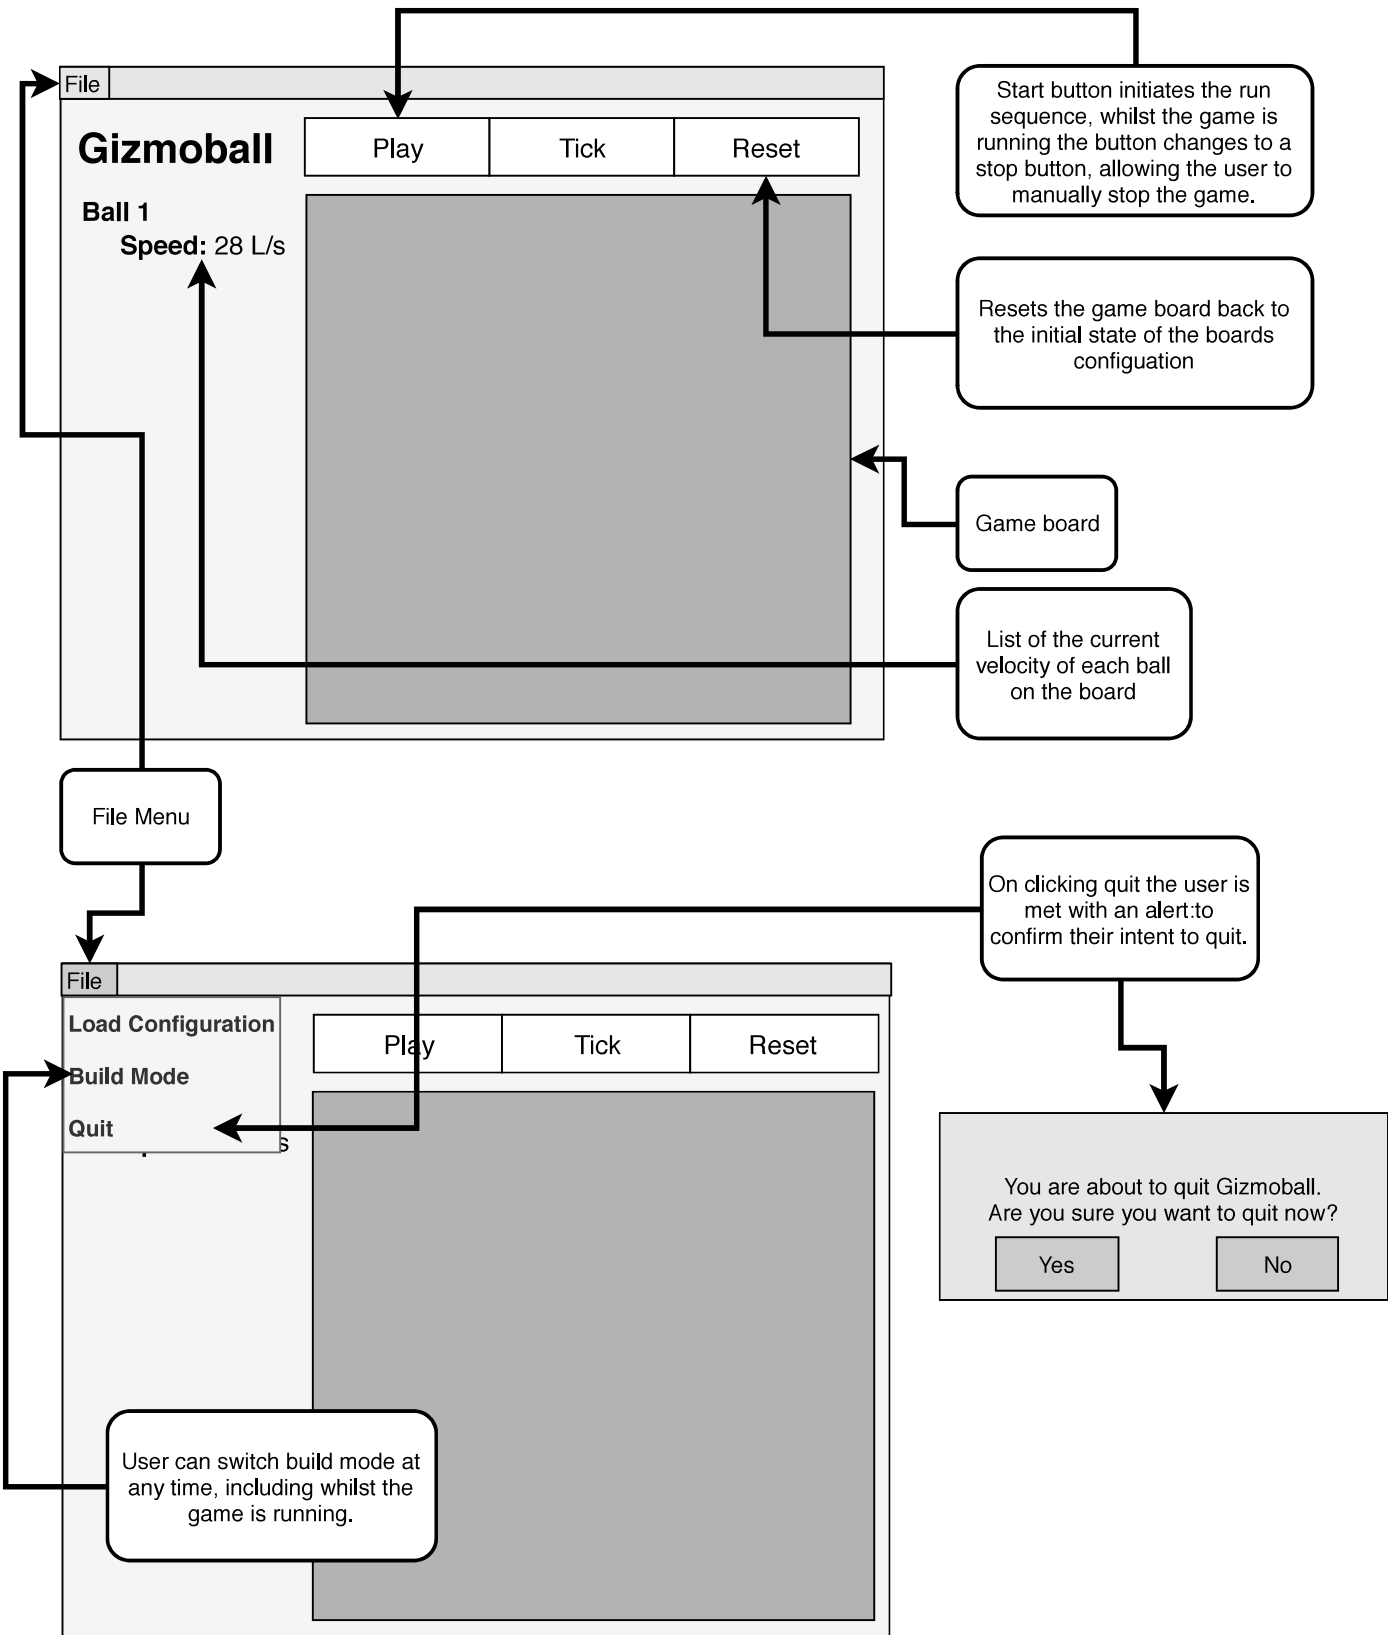 File
Gizmoball
Play
Tick
Reset
Ball 1
Speed: 28 L/s
Start button initiates the run
sequence, whilst the game is
running the button changes to a
stop button, allowing the user to
manually stop the game.
Resets the game board back to
the initial state of the boards
configuation
Game board
List of the current
velocity of each ball
on the board
File Menu
On clicking quit the user is
met with an alert:to
confirm their intent to quit.
File
Load Configuration
Build Mode
Quit
s
Play
Tick
Reset
You are about to quit Gizmoball.
Are you sure you want to quit now?
Yes
No
User can switch build mode at
any time, including whilst the
game is running.